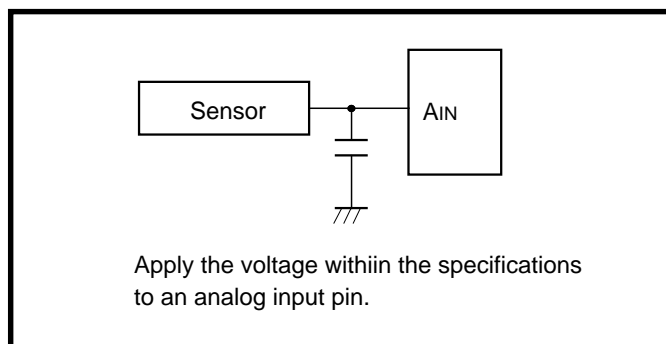 Sensor
AIN
Apply the voltage withiin the specifications
to an analog input pin.